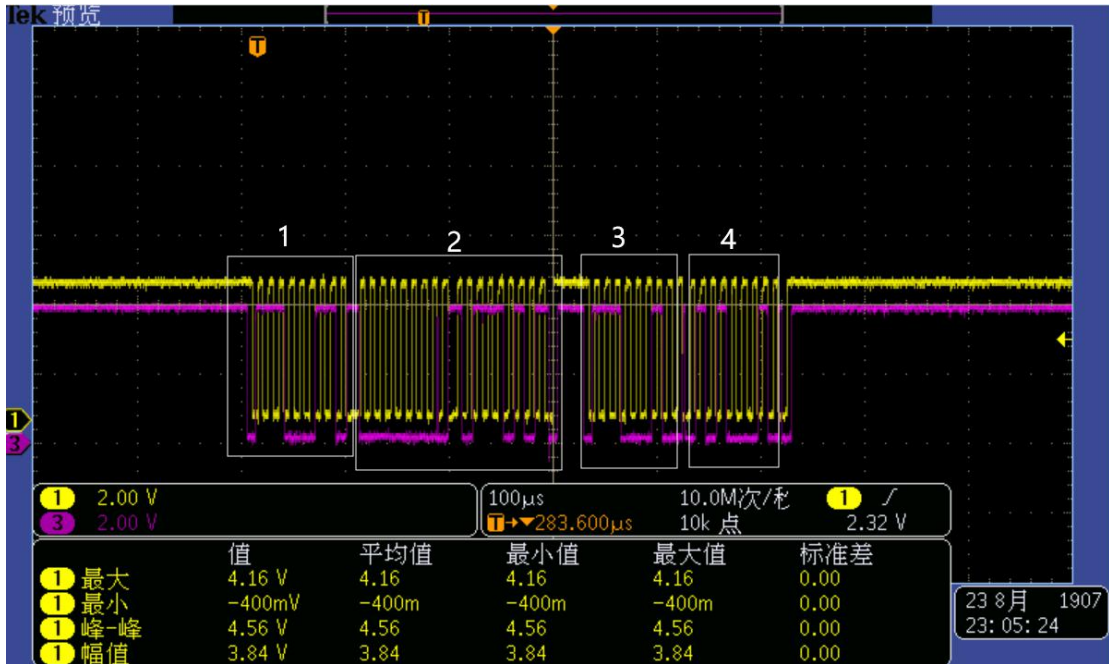 Tek 预览
T
T
1 2 3 4
1
3
1 2.00 V
3 2.00 V
100μs 10.0M次/秒 1 ∫
T→▼283.600μs 10k 点 2.32 V
值 平均值 最小值 最大值 标准差
1 最大 4.16 V 4.16 4.16 4.16 0.00
1 最小 -400mV -400m -400m -400m 0.00
1 峰-峰 4.56 V 4.56 4.56 4.56 0.00
1 幅值 3.84 V 3.84 3.84 3.84 0.00
23 8月 1907
23:05:24